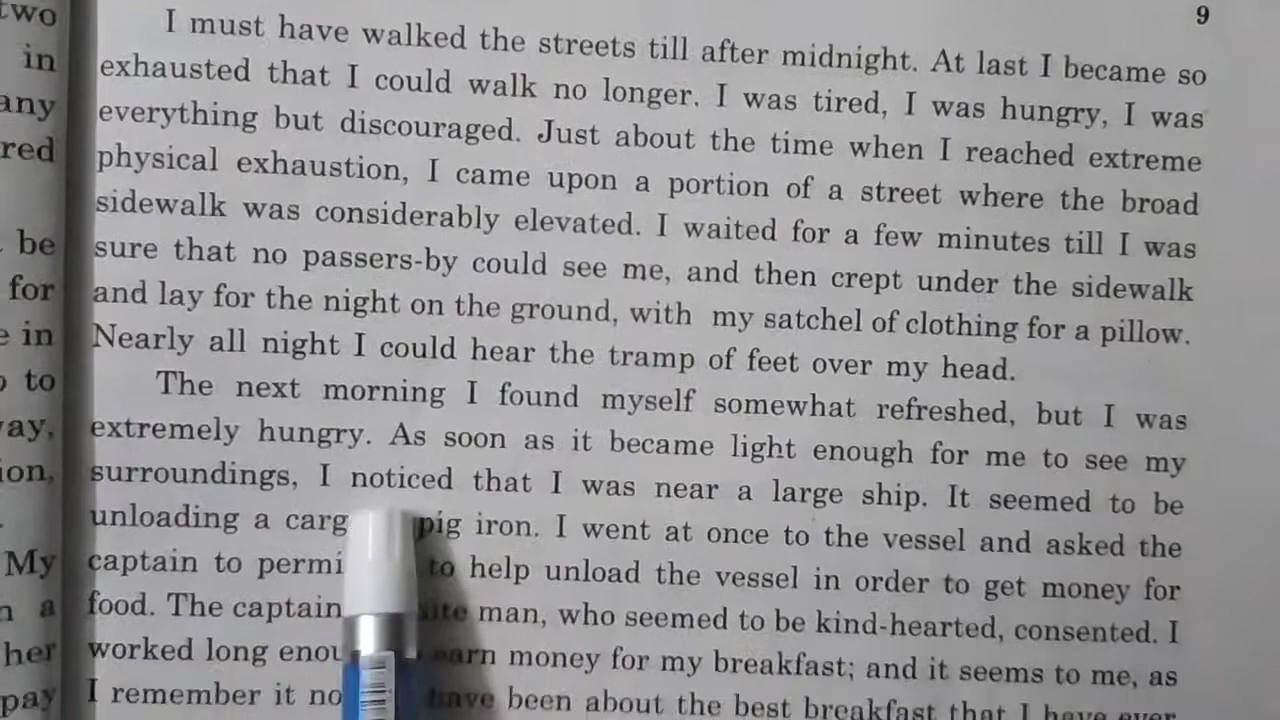 two
in
any
red
be
for
in
to
ay,
ion,
My
a
her
pay
9
I must have walked the streets till after midnight. At last I became so
exhausted that I could walk no longer. I was tired, I was hungry, I was
everything but discouraged. Just about the time when I reached extreme
physical exhaustion, I came upon a portion of a street where the broad
sidewalk was considerably elevated. I waited for a few minutes till I was
sure that no passers-by could see me, and then crept under the sidewalk
and lay for the night on the ground, with my satchel of clothing for a pillow.
Nearly all night I could hear the tramp of feet over my head.
The next morning I found myself somewhat refreshed, but I was
extremely hungry. As soon as it became light enough for me to see my
surroundings, I noticed that I was near a large ship. It seemed to be
unloading a carg pig iron. I went at once to the vessel and asked the
captain to permi to help unload the vessel in order to get money for
food. The captain ite man, who seemed to be kind-hearted, consented. I
worked long enou earn money for my breakfast; and it seems to me, as
I remember it no have been about the best breakfast that I have ever